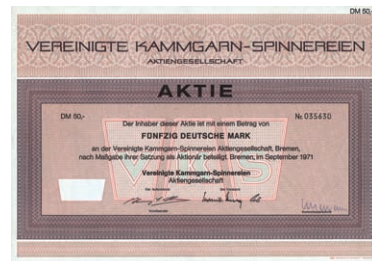 DM 50,-
VEREINIGTE KAMMGARN-SPINNEREIEN
AKTIENGESELLSCHAFT
AKTIE
DM 50,- № 035630
Der Inhaber dieser Aktie ist mit einem Betrag von
FÜNFZIG DEUTSCHE MARK
an der Vereinigte Kammgarn-Spinnereien Aktiengesellschaft, Bremen,
nach Maßgabe ihrer Satzung als Aktionär beteiligt. Bremen, im September 1971
Vereinigte Kammgarn-Spinnereien
Aktiengesellschaft
VKS